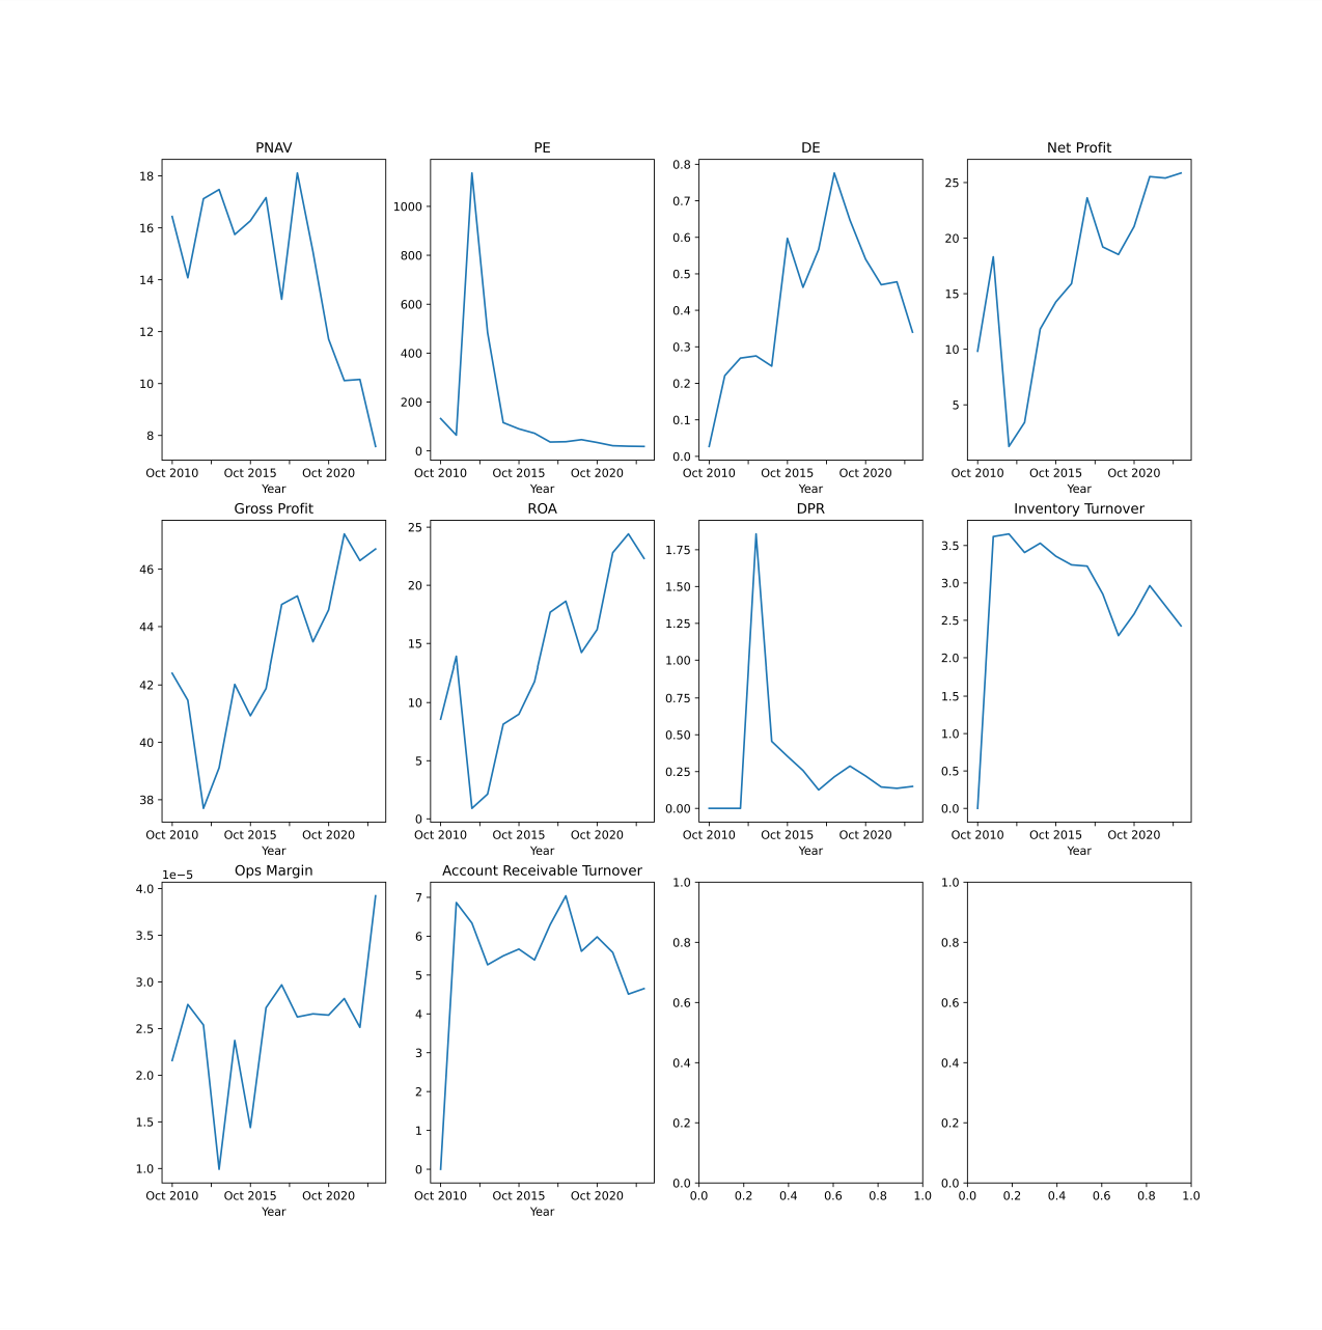 PNAV
18
16
14
12
10
8
Oct 2010 Oct 2015 Oct 2020
Year
PE
1000
800
600
400
200
0
Oct 2010 Oct 2015 Oct 2020
Year
DE
0.8
0.7
0.6
0.5
0.4
0.3
0.2
0.1
0.0
Oct 2010 Oct 2015 Oct 2020
Year
Net Profit
25
20
15
10
5
Oct 2010 Oct 2015 Oct 2020
Year
Gross Profit
46
44
42
40
38
Oct 2010 Oct 2015 Oct 2020
Year
ROA
25
20
15
10
5
0
Oct 2010 Oct 2015 Oct 2020
Year
DPR
1.75
1.50
1.25
1.00
0.75
0.50
0.25
0.00
Oct 2010 Oct 2015 Oct 2020
Year
Inventory Turnover
3.5
3.0
2.5
2.0
1.5
1.0
0.5
0.0
Oct 2010 Oct 2015 Oct 2020
Year
Ops Margin
1e−5
4.0
3.5
3.0
2.5
2.0
1.5
1.0
Oct 2010 Oct 2015 Oct 2020
Year
Account Receivable Turnover
7
6
5
4
3
2
1
0
Oct 2010 Oct 2015 Oct 2020
Year
1.0
0.8
0.6
0.4
0.2
0.0
0.0 0.2 0.4 0.6 0.8 1.0
1.0
0.8
0.6
0.4
0.2
0.0
0.0 0.2 0.4 0.6 0.8 1.0